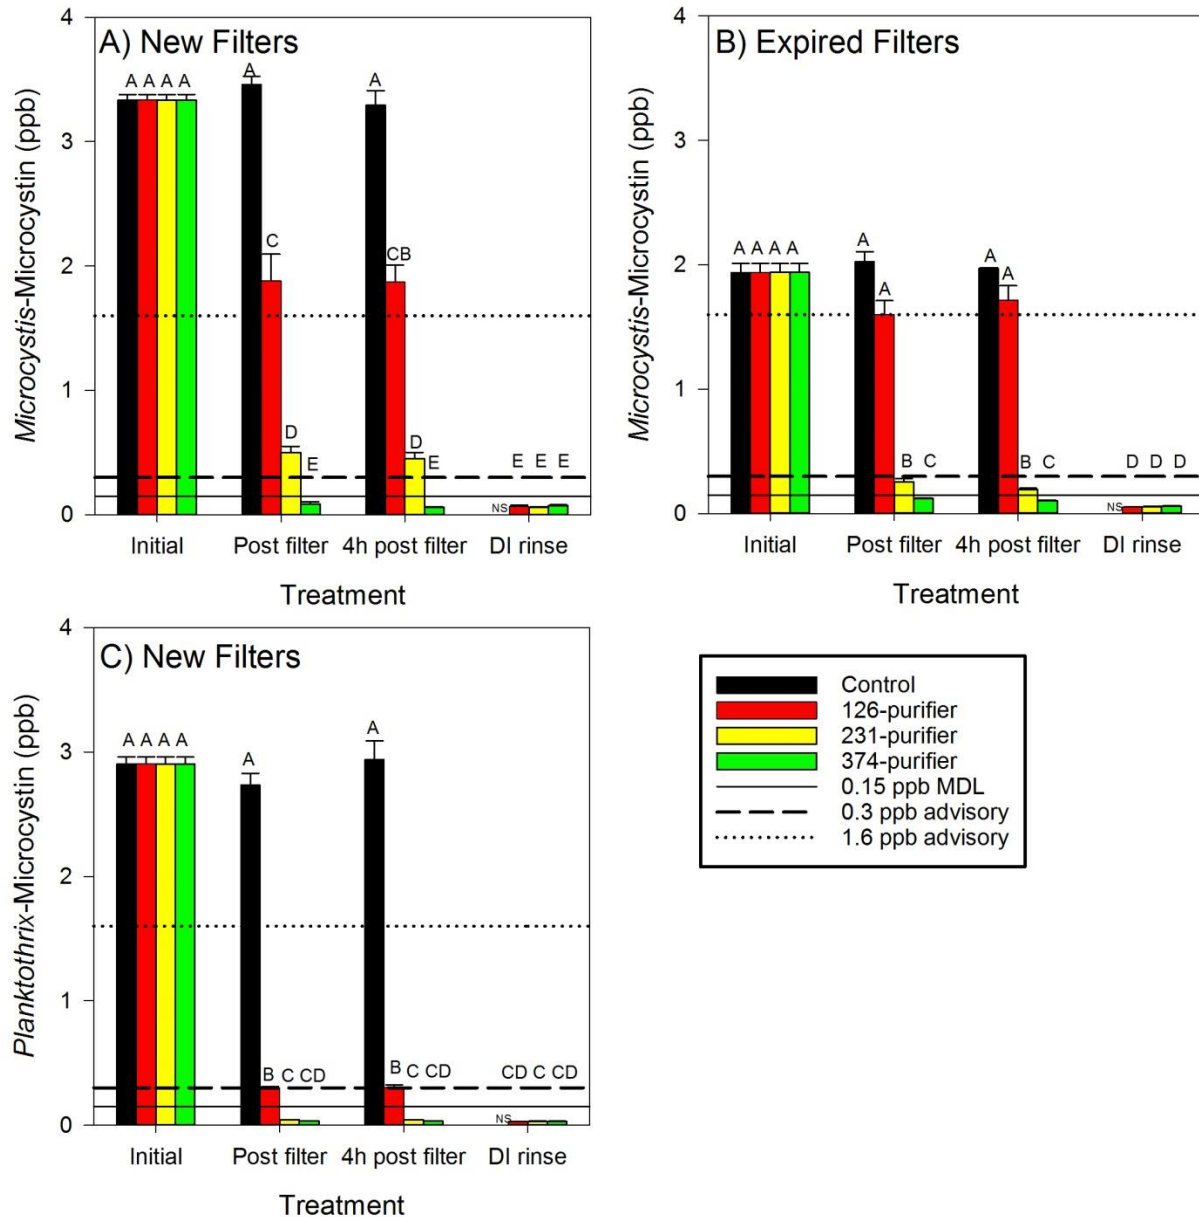 A) New Filters
Microcystis-Microcystin (ppb)
4
3
2
1
0
A A A A
A
C
D
E
A
CB
D
E
NS
E E E
Initial
Post filter
4h post filter
DI rinse
Treatment
B) Expired Filters
Microcystis-Microcystin (ppb)
4
3
2
1
0
A A A A
A
A
B C
A
A
B C
NS
D D D
Initial
Post filter
4h post filter
DI rinse
Treatment
C) New Filters
Planktothrix-Microcystin (ppb)
4
3
2
1
0
A A A A
A
B C CD
A
B C CD
NS
CD C CD
Initial
Post filter
4h post filter
DI rinse
Treatment
Control
126-purifier
231-purifier
374-purifier
0.15 ppb MDL
0.3 ppb advisory
1.6 ppb advisory